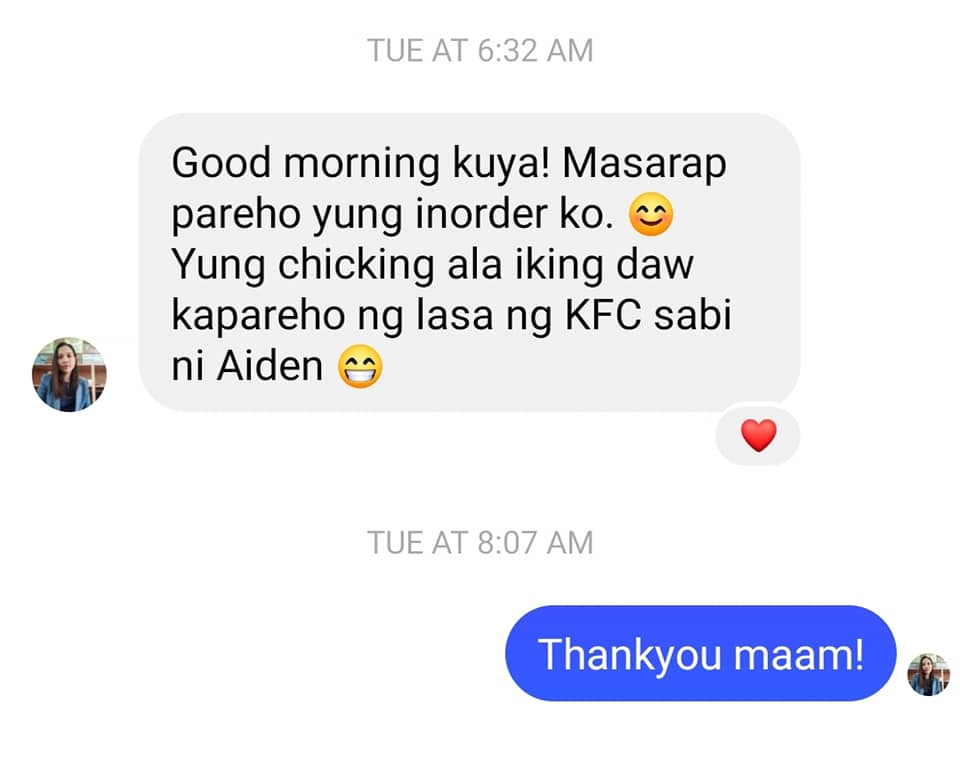 TUE AT 6:32 AM
Good morning kuya! Masarap
pareho yung inorder ko. 😊
Yung chicking ala iking daw
kapareho ng lasa ng KFC sabi
ni Aiden 😁
❤️
TUE AT 8:07 AM
Thankyou maam!